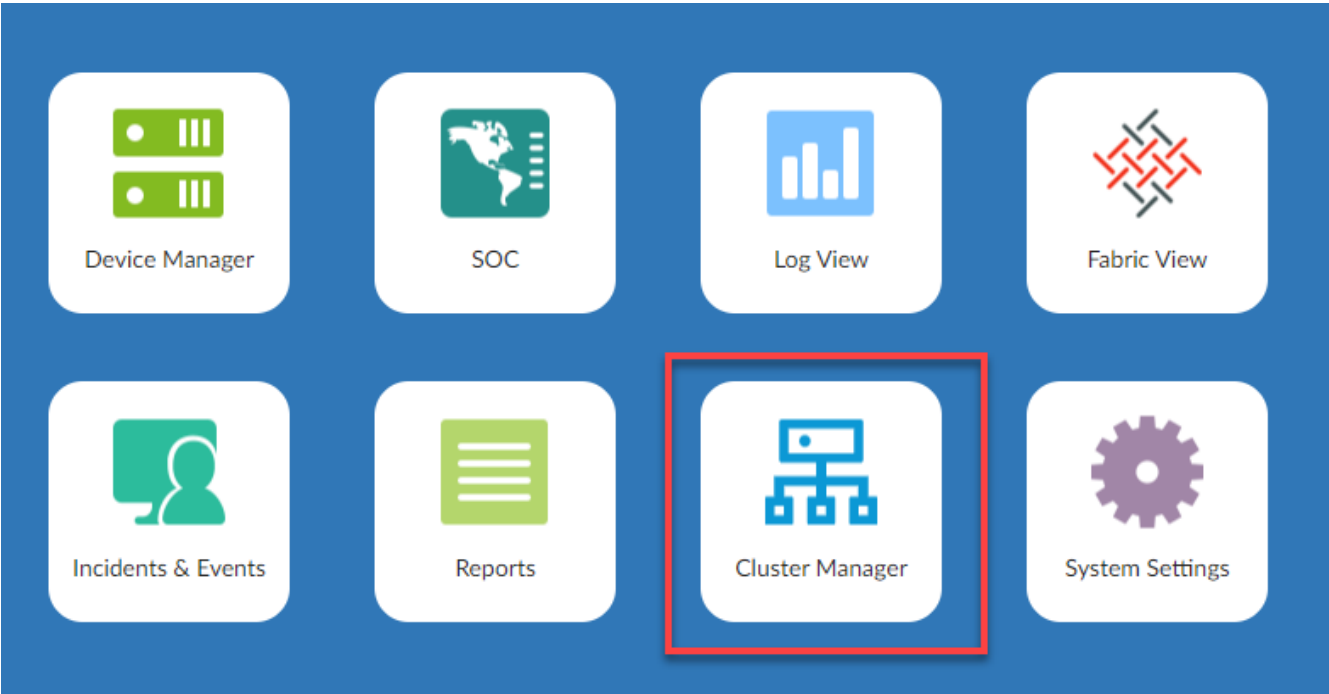 Device Manager
SOC
Log View
Fabric View
Incidents & Events
Reports
Cluster Manager
System Settings